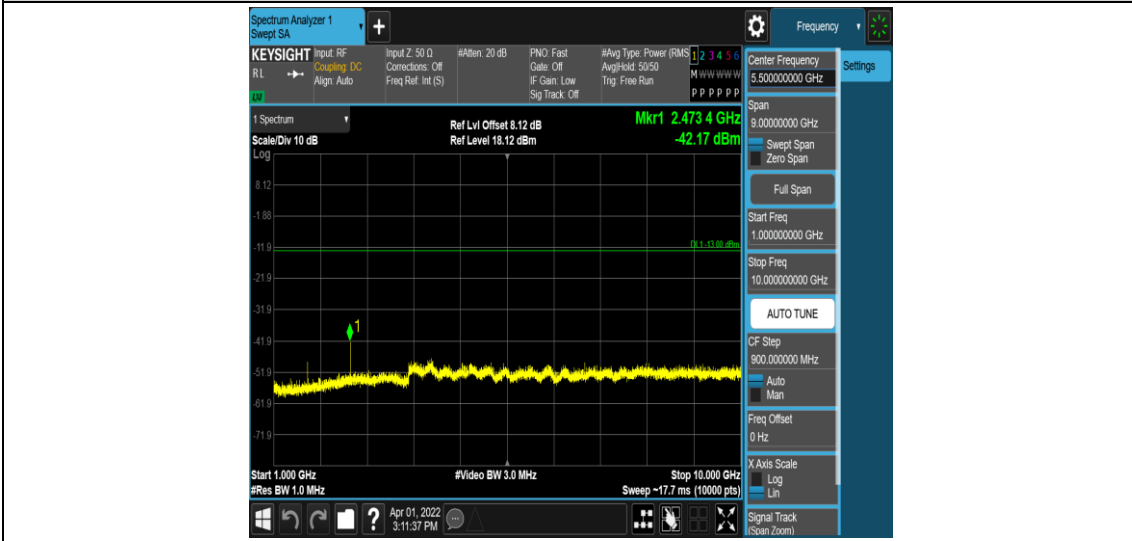 Spectrum Analyzer 1
Swept SA
+
Frequency
KEYSIGHT
RL
Input: RF
Coupling: DC
Align: Auto
Input Z: 50 Ω
Corrections: Off
Freq Ref: Int (S)
#Atten: 20 dB
PNO: Fast
Gate: Off
IF Gain: Low
Sig Track: Off
#Avg Type: Power (RMS
Avg|Hold: 50/50
Trig: Free Run
1 2 3 4 5 6
M W W W W W
P P P P P P
1 Spectrum
Scale/Div 10 dB
Log
Ref Lvl Offset 8.12 dB
Ref Level 18.12 dBm
Mkr1 2.473 4 GHz
-42.17 dBm
8.12
-1.88
-11.9
DL1 -13.00 dBm
-21.9
-31.9
1
-41.9
-51.9
-61.9
-71.9
Start 1.000 GHz
#Res BW 1.0 MHz
#Video BW 3.0 MHz
Stop 10.000 GHz
Sweep ~17.7 ms (10000 pts)
?
Apr 01, 2022
3:11:37 PM
Center Frequency
5.500000000 GHz
Settings
Span
9.00000000 GHz
Swept Span
Zero Span
Full Span
Start Freq
1.000000000 GHz
Stop Freq
10.000000000 GHz
AUTO TUNE
CF Step
900.000000 MHz
Auto
Man
Freq Offset
0 Hz
X Axis Scale
Log
Lin
Signal Track
(Span Zoom)